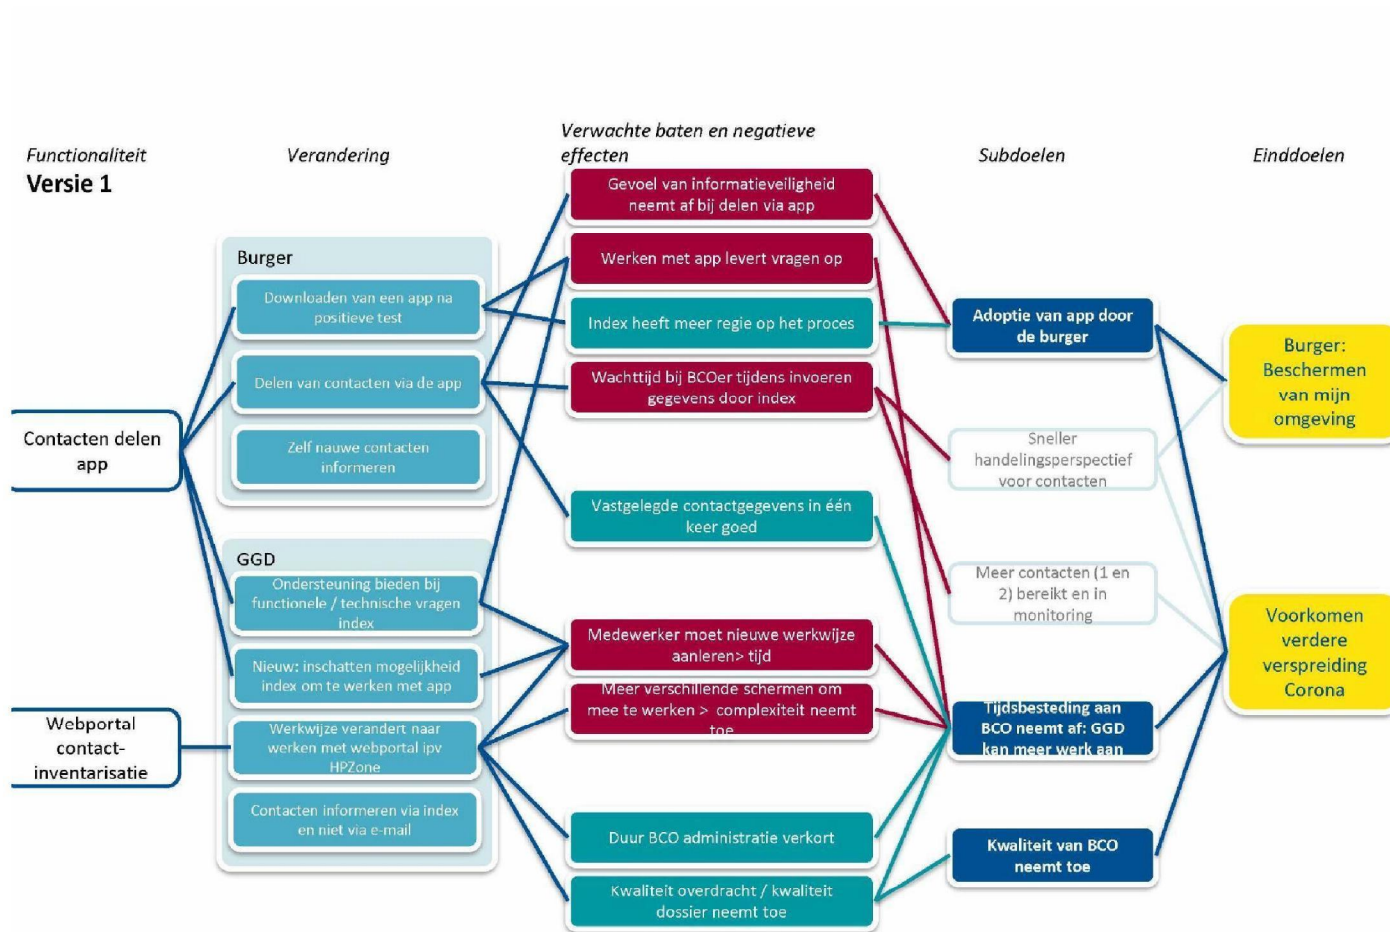 Functionaliteit
Versie 1
Verandering
Verwachte baten en negatieve
effecten
Subdoelen
Einddoelen
Contacten delen
app
Webportal
contact-
inventarisatie
Burger
Downloaden van een app na
positieve test
Delen van contacten via de app
Zelf nauwe contacten
informeren
GGD
Ondersteuning bieden bij
functionele / technische vragen
index
Nieuw: inschatten mogelijkheid
index om te werken met app
Werkwijze verandert naar
werken met webportal ipv
HPZone
Contacten informeren via index
en niet via e-mail
Gevoel van informatieveiligheid
neemt af bij delen via app
Werken met app levert vragen op
Index heeft meer regie op het proces
Wachttijd bij BCOer tijdens invoeren
gegevens door index
Vastgelegde contactgegevens in één
keer goed
Medewerker moet nieuwe werkwijze
aanleren> tijd
Meer verschillende schermen om
mee te werken > complexiteit neemt
toe
Duur BCO administratie verkort
Kwaliteit overdracht / kwaliteit
dossier neemt toe
Adoptie van app door
de burger
Sneller
handelingsperspectief
voor contacten
Meer contacten (1 en
2) bereikt en in
monitoring
Tijdsbesteding aan
BCO neemt af: GGD
kan meer werk aan
Kwaliteit van BCO
neemt toe
Burger:
Beschermen
van mijn
omgeving
Voorkomen
verdere
verspreiding
Corona